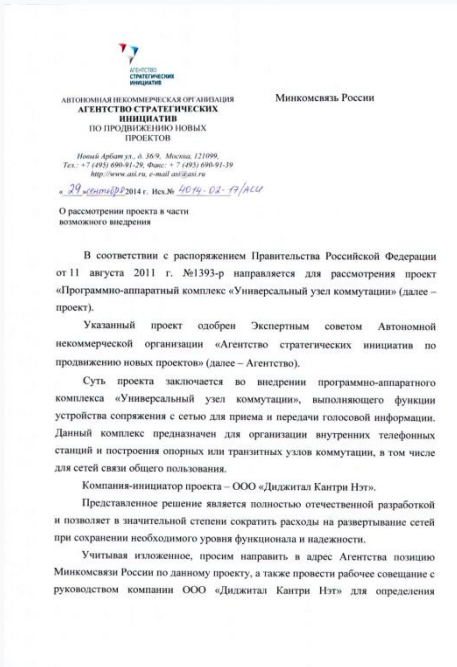 АГЕНТСТВО
СТРАТЕГИЧЕСКИХ
ИНИЦИАТИВ
АВТОНОМНАЯ НЕКОММЕРЧЕСКАЯ ОРГАНИЗАЦИЯ
АГЕНТСТВО СТРАТЕГИЧЕСКИХ
ИНИЦИАТИВ
ПО ПРОДВИЖЕНИЮ НОВЫХ
ПРОЕКТОВ
Новый Арбат ул., д. 36/9, Москва, 121099,
Тел.: +7 (495) 690-91-29, Факс: + 7 (495) 690-91-39
http://www.asi.ru, e-mail asi@asi.ru
« 29 »сентября2014 г. Исх.№ 4014-02-17/АСИ
Минкомсвязь России
О рассмотрении проекта в части
возможного внедрения
В соответствии с распоряжением Правительства Российской Федерации
от 11 августа 2011 г. №1393-р направляется для рассмотрения проект
«Программно-аппаратный комплекс «Универсальный узел коммутации» (далее –
проект).
Указанный проект одобрен Экспертным советом Автономной
некоммерческой организации «Агентство стратегических инициатив по
продвижению новых проектов» (далее – Агентство).
Суть проекта заключается во внедрении программно-аппаратного
комплекса «Универсальный узел коммутации», выполняющего функции
устройства сопряжения с сетью для приема и передачи голосовой информации.
Данный комплекс предназначен для организации внутренних телефонных
станций и построения опорных или транзитных узлов коммутации, в том числе
для сетей связи общего пользования.
Компания-инициатор проекта – ООО «Диджитал Кантри Нэт».
Представленное решение является полностью отечественной разработкой
и позволяет в значительной степени сократить расходы на развертывание сетей
при сохранении необходимого уровня функционала и надежности.
Учитывая изложенное, просим направить в адрес Агентства позицию
Минкомсвязи России по данному проекту, а также провести рабочее совещание с
руководством компании ООО «Диджитал Кантри Нэт» для определения